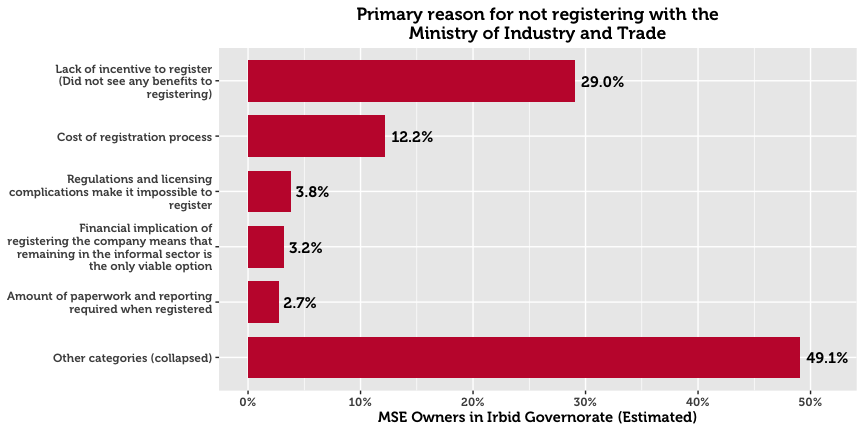 Primary reason for not registering with the
Ministry of Industry and Trade
Lack of incentive to register
(Did not see any benefits to
registering)
29.0%
Cost of registration process
12.2%
Regulations and licensing
complications make it impossible to
register
3.8%
Financial implication of
registering the company means that
remaining in the informal sector is
the only viable option
3.2%
Amount of paperwork and reporting
required when registered
2.7%
Other categories (collapsed)
49.1%
0%
10%
20%
30%
40%
50%
MSE Owners in Irbid Governorate (Estimated)